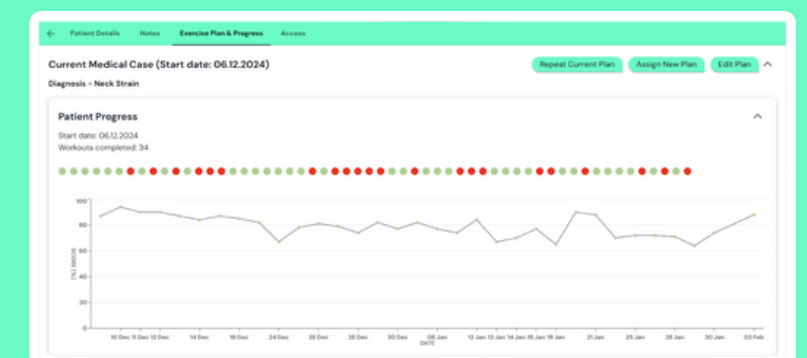 ← Patient Details Notes Exercise Plan & Progress Access
Current Medical Case (Start date: 06.12.2024) Repeat Current Plan Assign New Plan Edit Plan
Diagnosis - Neck Strain
Patient Progress
Start date: 06.12.2024
Workouts completed: 34
100
80
60
40
20
0
SCORE (%)
10 Dec 11 Dec 12 Dec 14 Dec 18 Dec 24 Dec 26 Dec 28 Dec 30 Dec 09 Jan 12 Jan 13 Jan 14 Jan 18 Jan 19 Jan 21 Jan 25 Jan 28 Jan 30 Jan 03 Feb
DATE